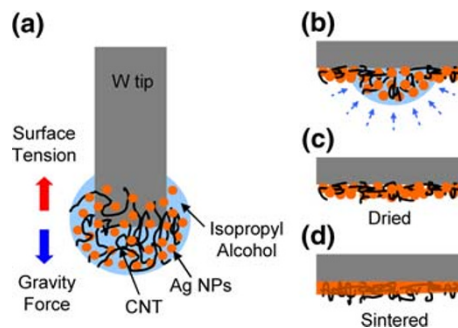 (a)
W tip
Surface
Tension
Gravity
Force
CNT
Ag NPs
Isopropyl
Alcohol
(b)
(c)
Dried
(d)
Sintered